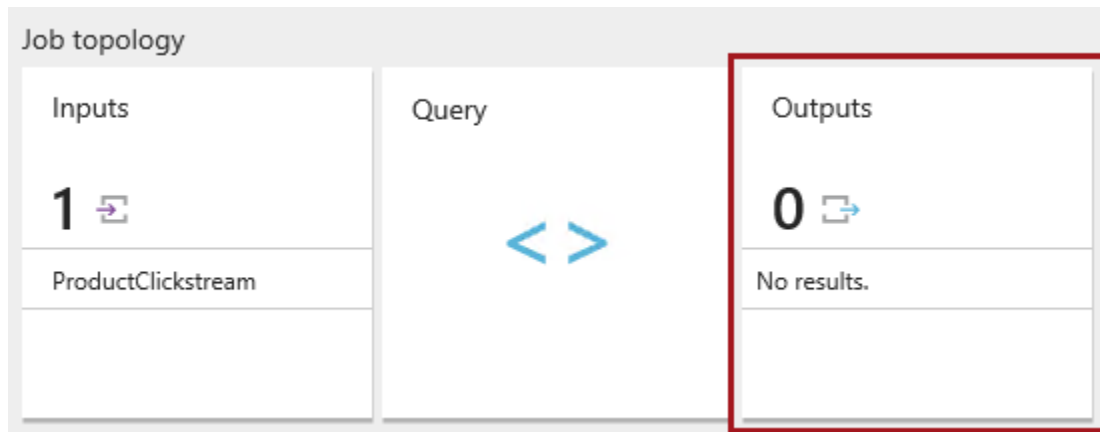 Job topology
Inputs
1
ProductClickstream
Query
< >
Outputs
0
No results.